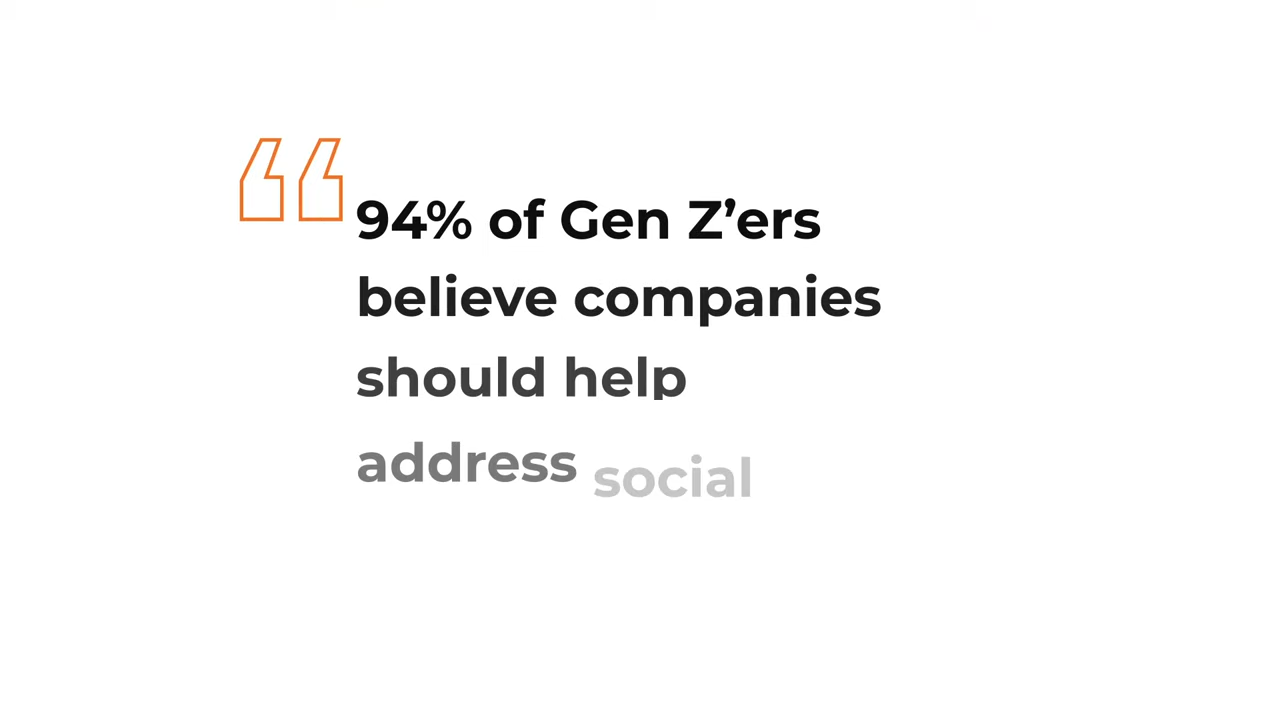 94% of Gen Z’ers
believe companies
should help
address social